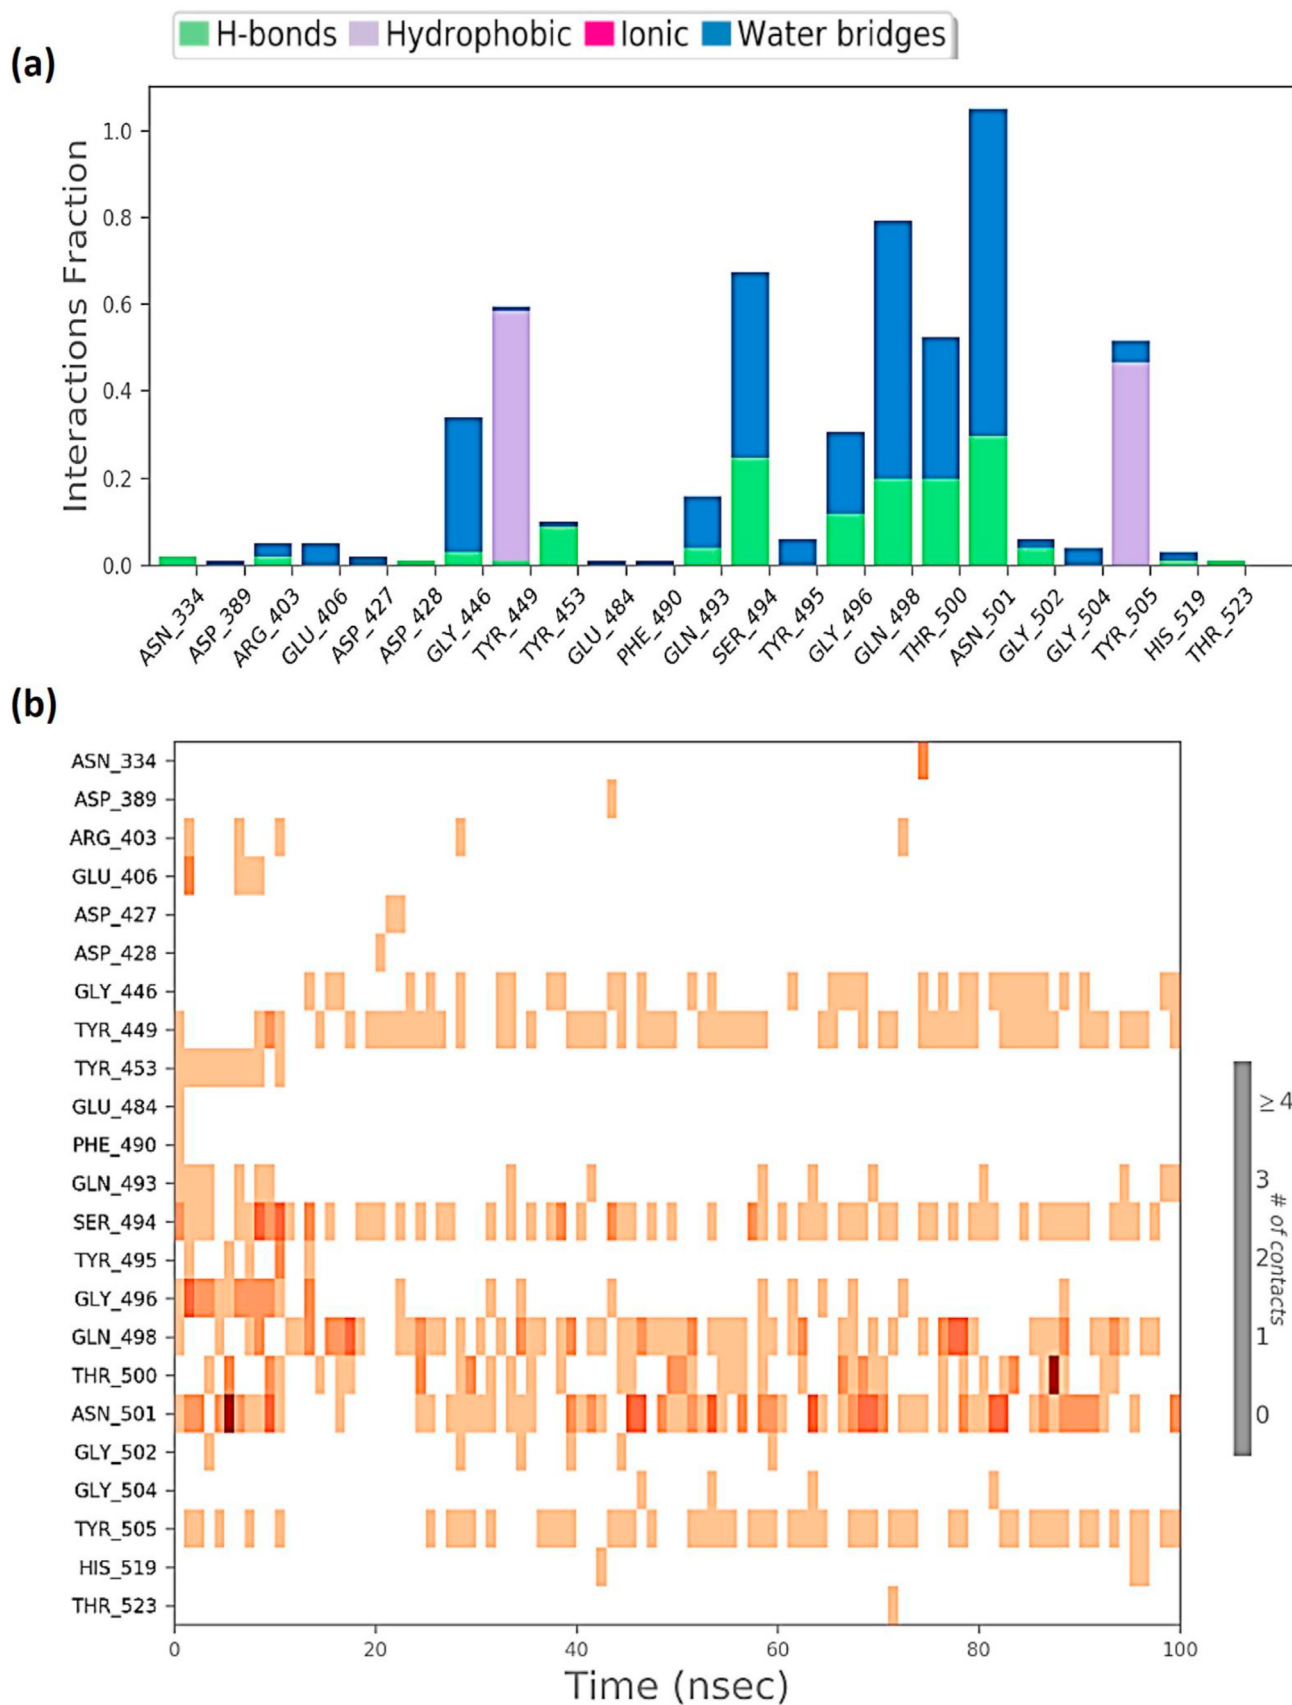 H-bonds Hydrophobic Ionic Water bridges
(a)
Interactions Fraction
1.0
0.8
0.6
0.4
0.2
0.0
ASN_334 ASP_389 ARG_403 GLU_406 ASP_427 ASP_428 GLY_446 TYR_449 TYR_453 GLU_484 PHE_490 GLN_493 SER_494 TYR_495 GLY_496 GLN_498 THR_500 ASN_501 GLY_502 GLY_504 TYR_505 HIS_519 THR_523
(b)
ASN_334
ASP_389
ARG_403
GLU_406
ASP_427
ASP_428
GLY_446
TYR_449
TYR_453
GLU_484
PHE_490
GLN_493
SER_494
TYR_495
GLY_496
GLN_498
THR_500
ASN_501
GLY_502
GLY_504
TYR_505
HIS_519
THR_523
0 20 40 60 80 100
Time (nsec)
≥ 4
3
2
1
0
# of contacts